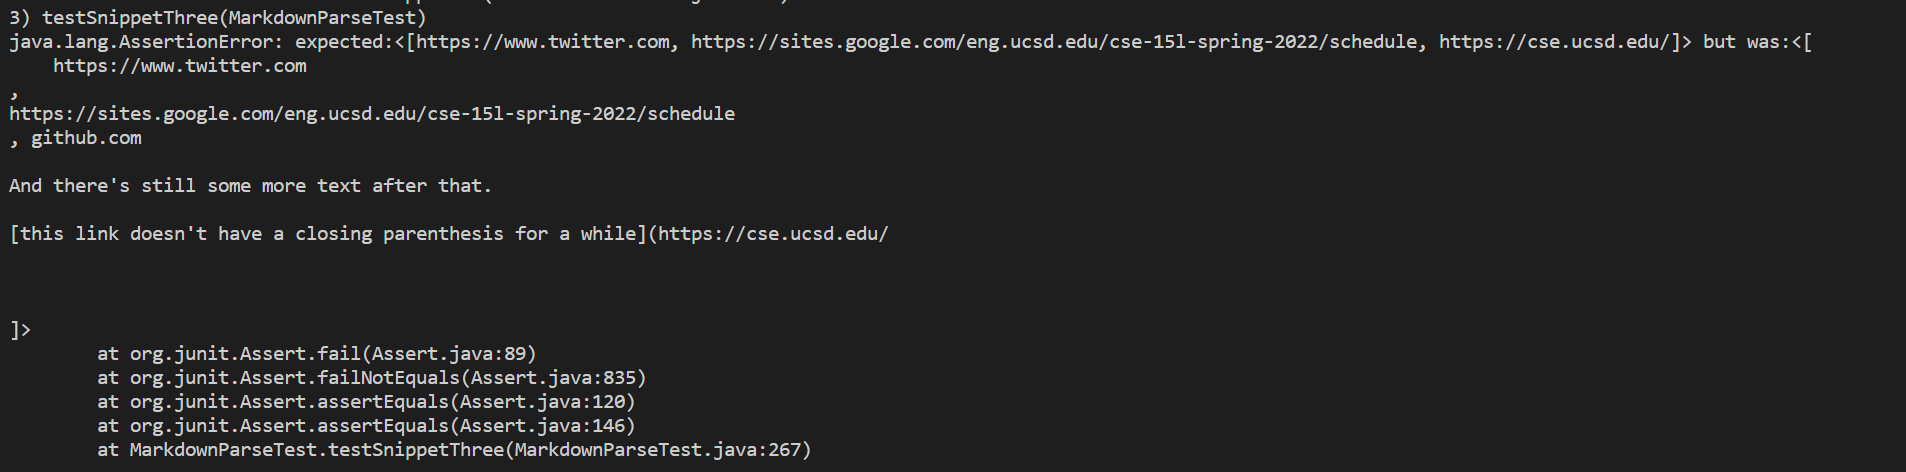 3) testSnippetThree(MarkdownParseTest)
java.lang.AssertionError: expected:<[https://www.twitter.com, https://sites.google.com/eng.ucsd.edu/cse-15l-spring-2022/schedule, https://cse.ucsd.edu/]> but was:<[
    https://www.twitter.com
,
https://sites.google.com/eng.ucsd.edu/cse-15l-spring-2022/schedule
, github.com
And there's still some more text after that.
[this link doesn't have a closing parenthesis for a while](https://cse.ucsd.edu/
]>
        at org.junit.Assert.fail(Assert.java:89)
        at org.junit.Assert.failNotEquals(Assert.java:835)
        at org.junit.Assert.assertEquals(Assert.java:120)
        at org.junit.Assert.assertEquals(Assert.java:146)
        at MarkdownParseTest.testSnippetThree(MarkdownParseTest.java:267)